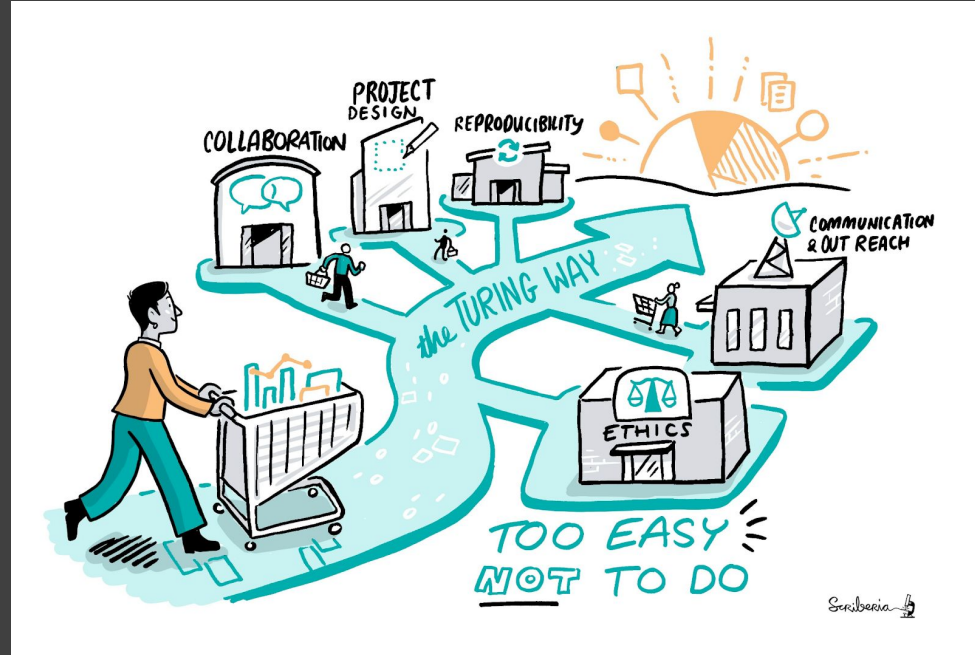 PROJECT
DESIGN
COLLABORATION
REPRODUCIBILITY
COMMUNICATION
& OUT REACH
the TURING WAY
ETHICS
TOO EASY
NOT TO DO
Scriberia